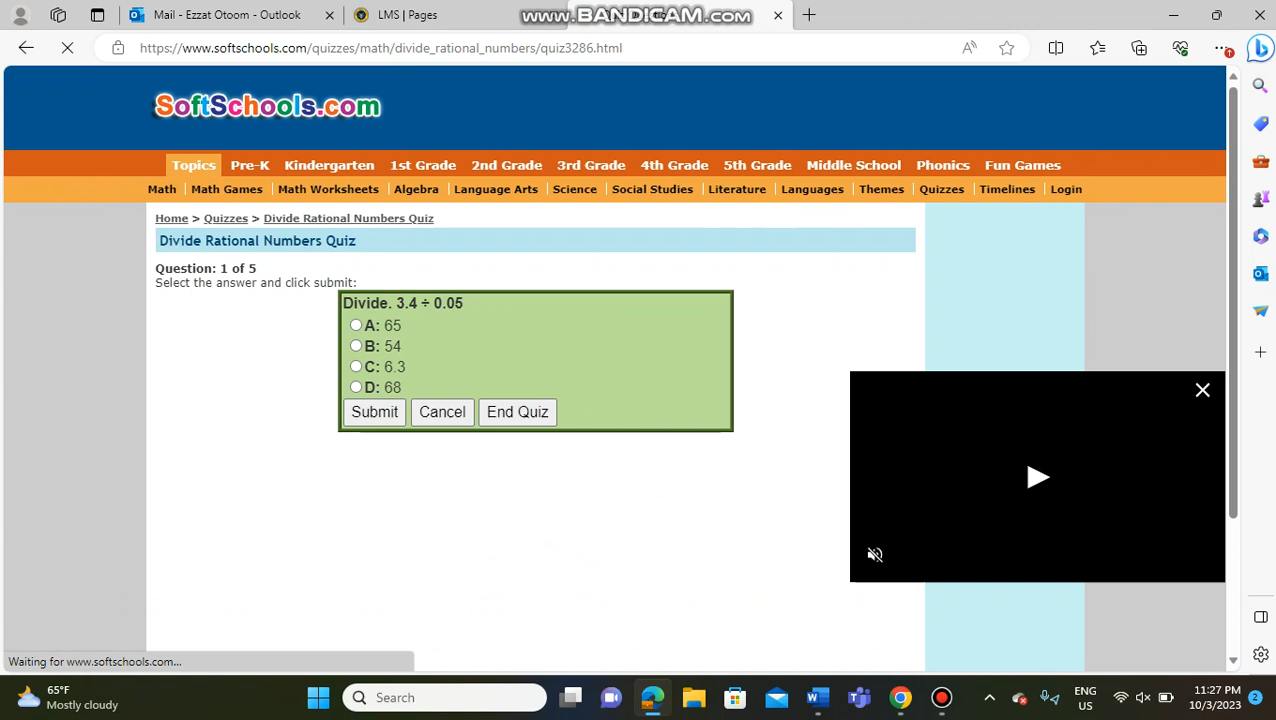 Mail - Ezzat Otoom - Outlook
LMS | Pages
www.BANDICAM.com
https://www.softschools.com/quizzes/math/divide_rational_numbers/quiz3286.html
SoftSchools.com
Topics Pre-K Kindergarten 1st Grade 2nd Grade 3rd Grade 4th Grade 5th Grade Middle School Phonics Fun Games
Math Math Games Math Worksheets Algebra Language Arts Science Social Studies Literature Languages Themes Quizzes Timelines Login
Home > Quizzes > Divide Rational Numbers Quiz
Divide Rational Numbers Quiz
Question: 1 of 5
Select the answer and click submit:
Divide. 3.4 ÷ 0.05
A: 65
B: 54
C: 6.3
D: 68
Submit Cancel End Quiz
Waiting for www.softschools.com...
65°F
Mostly cloudy
Search
ENG
US
11:27 PM
10/3/2023
2